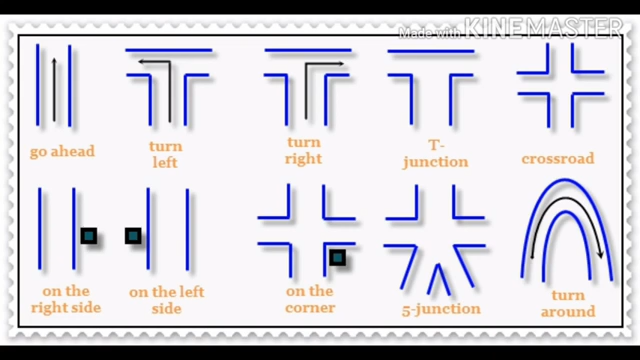 Made with KINEMASTER
go ahead
turn
left
turn
right
T-
junction
crossroad
on the
right side
on the left
side
on the
corner
5-junction
turn
around